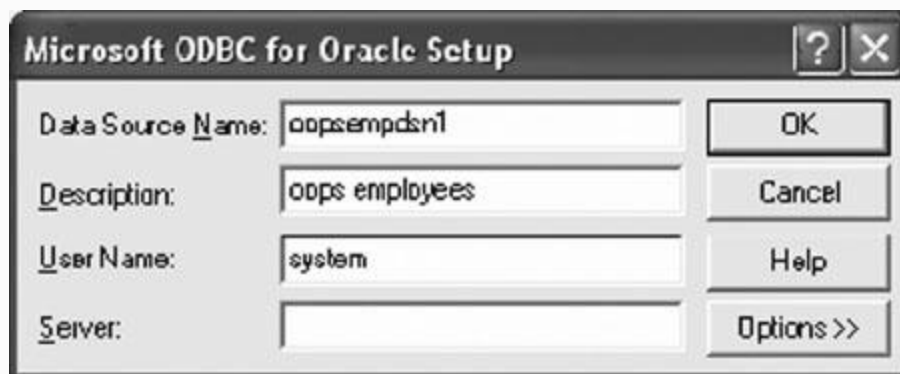 Microsoft ODBC for Oracle Setup
Data Source Name: oopsempdsn1 OK
Description: oops employees Cancel
User Name: system Help
Server: Options >>